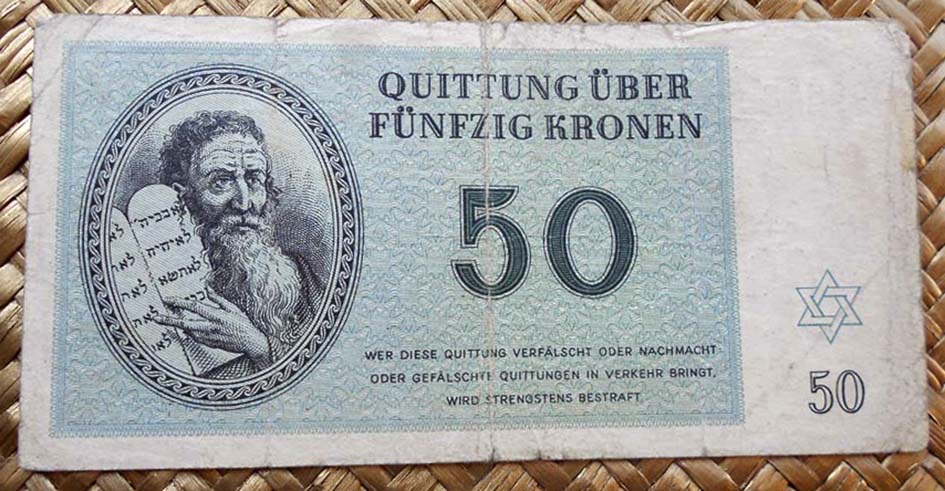 QUITTUNG ÜBER
FÜNFZIG KRONEN
50
WER DIESE QUITTUNG VERFÄLSCHT ODER NACHMACHT
ODER GEFÄLSCHTE QUITTUNGEN IN VERKEHR BRINGT,
WIRD STRENGSTENS BESTRAFT
50